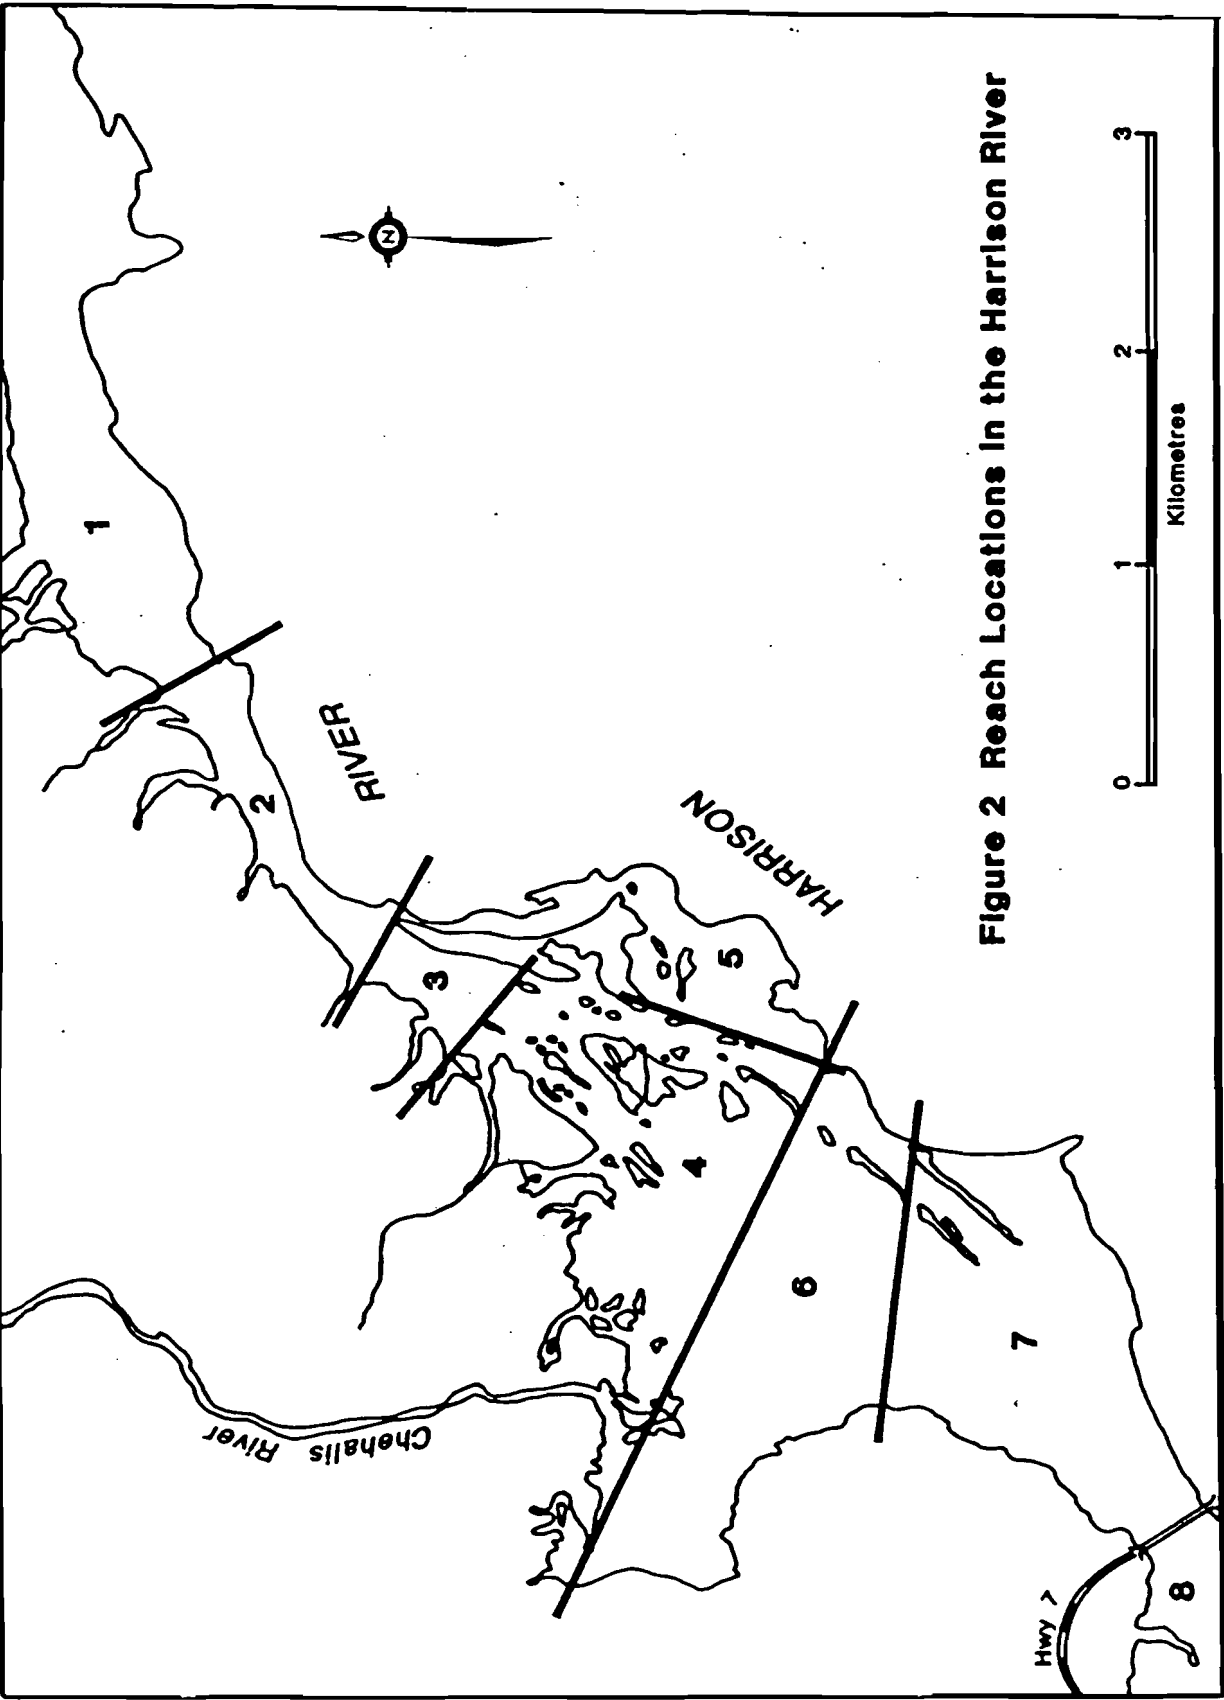 1
2
RIVER
3
HARRISON
5
4
6
7
8
Chehalis
River
Hwy 7
N
Figure 2 Reach Locations in the Harrison River
0 1 2 3
Kilometres